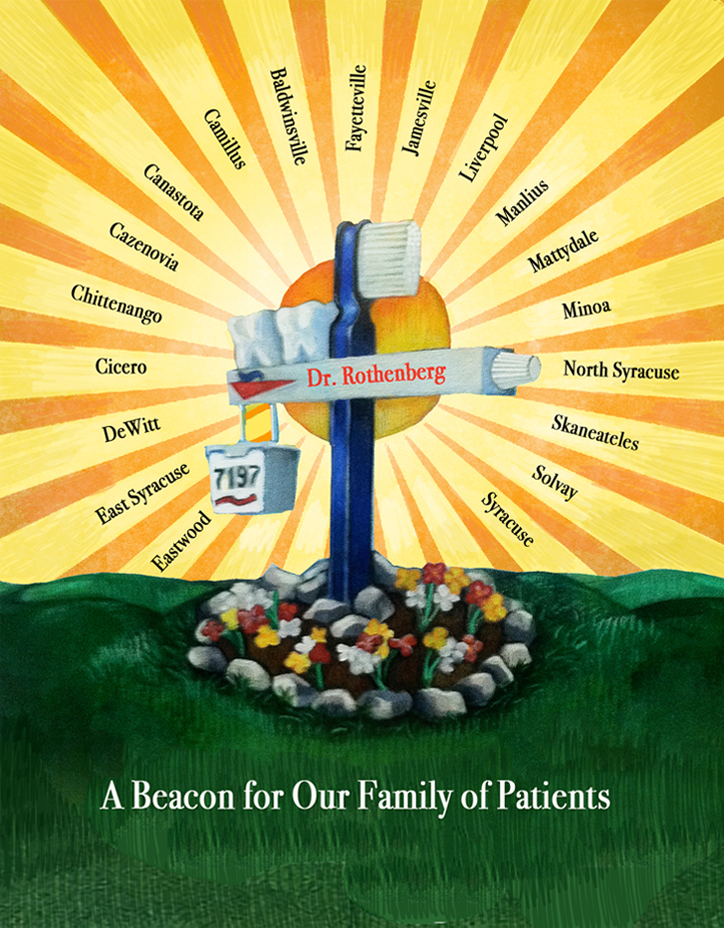 Eastwood
East Syracuse
DeWitt
Cicero
Chittenango
Cazenovia
Canastota
Camillus
Baldwinsville
Fayetteville
Jamesville
Liverpool
Manlius
Mattydale
Minoa
North Syracuse
Skaneateles
Solvay
Syracuse
Dr. Rothenberg
7197
A Beacon for Our Family of Patients